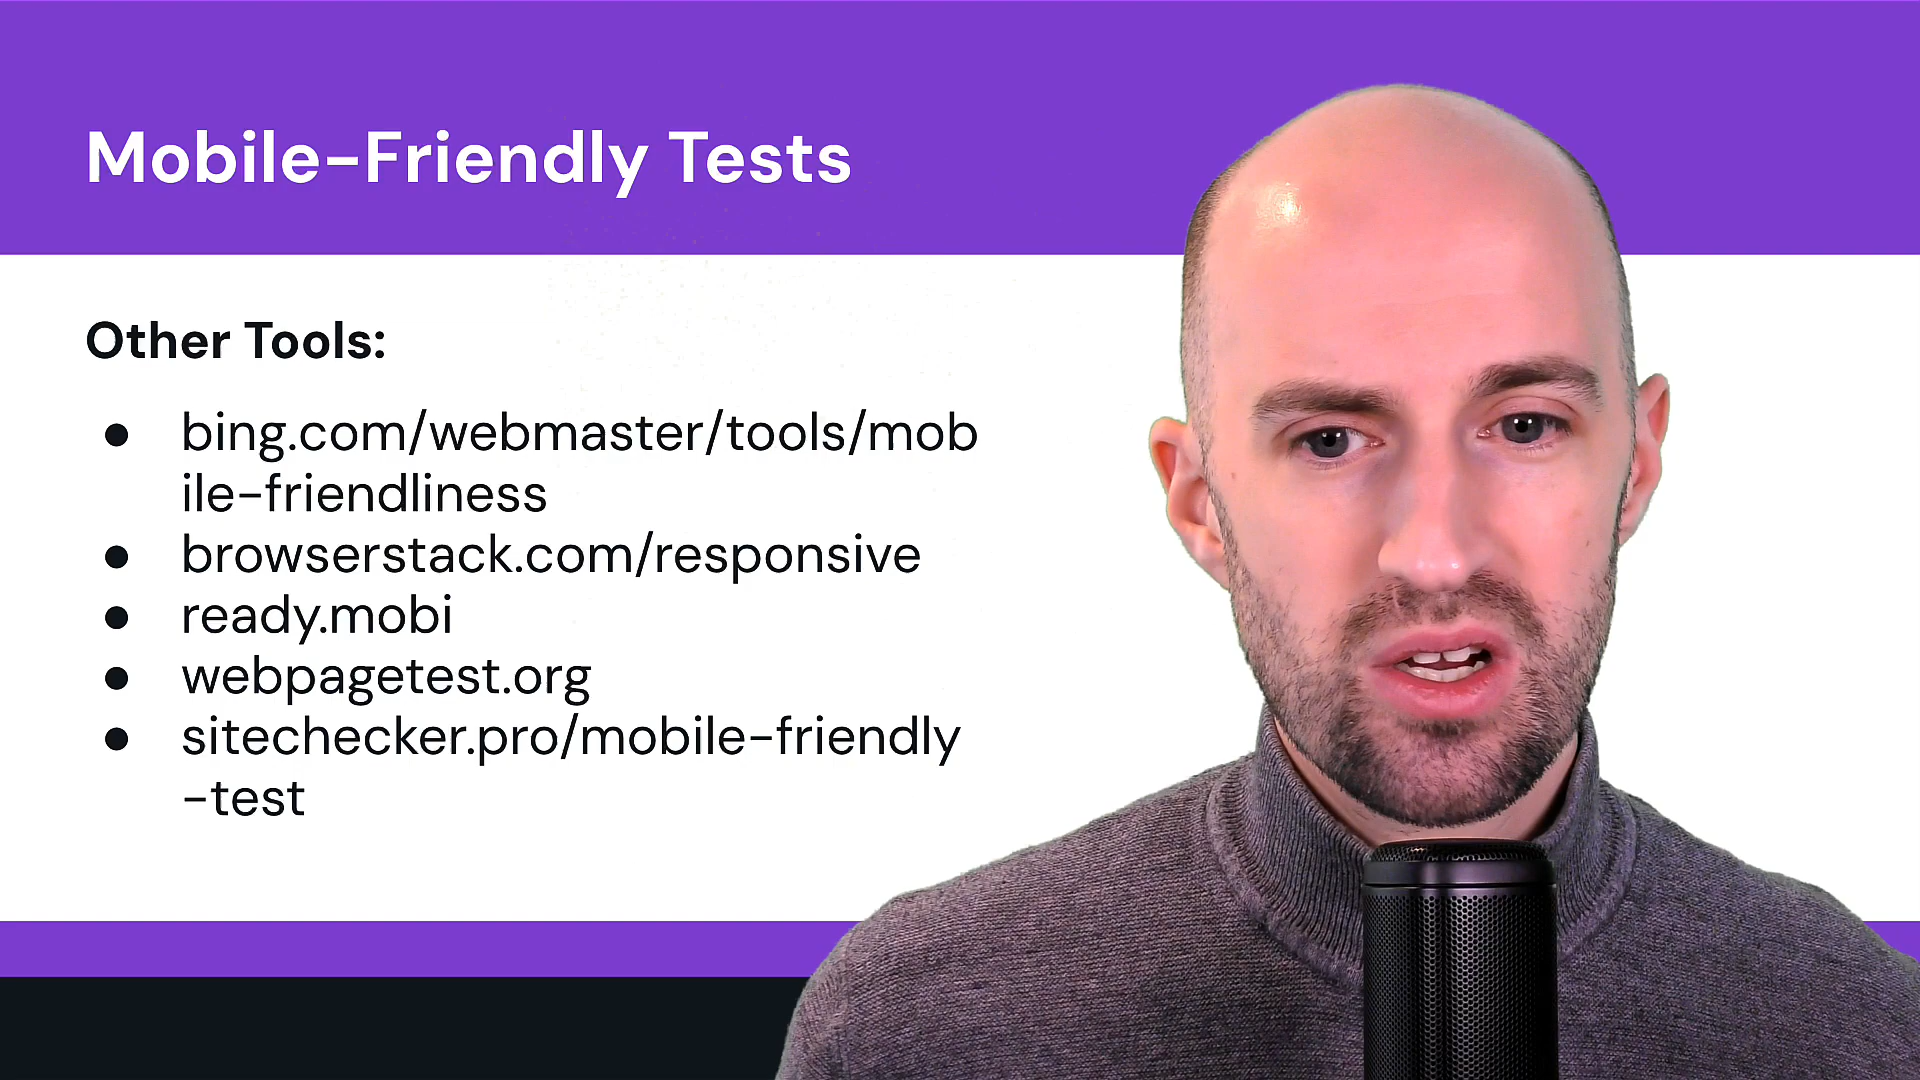 Mobile-Friendly Tests
Other Tools:
● bing.com/webmaster/tools/mob
ile-friendliness
● browserstack.com/responsive
● ready.mobi
● webpagetest.org
● sitechecker.pro/mobile-friendly
-test